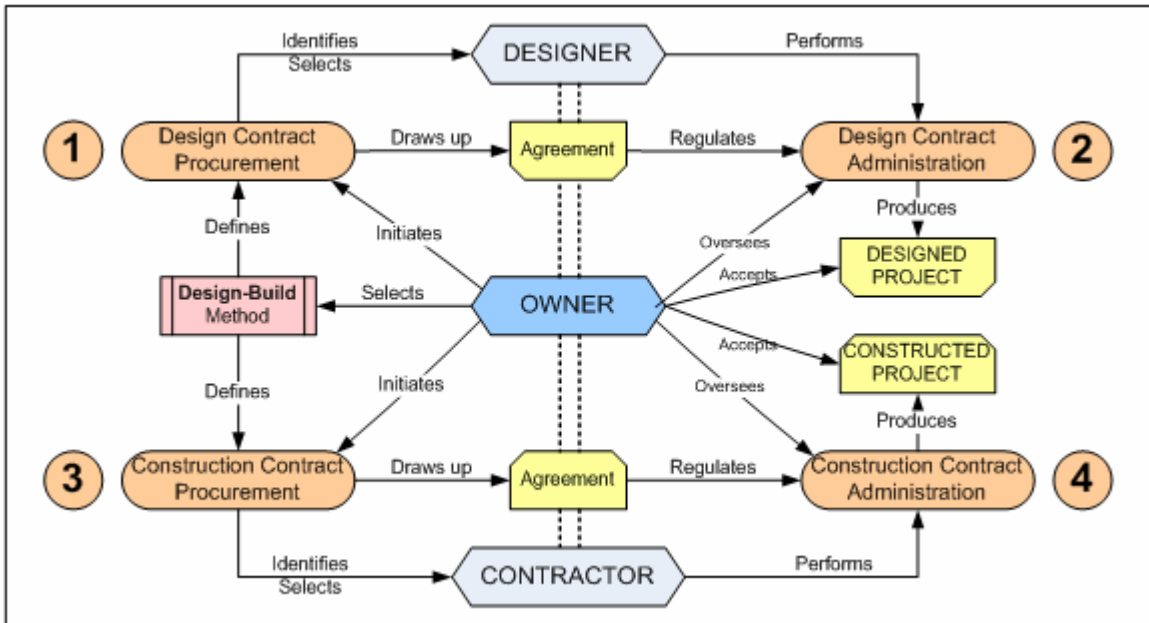 Identifies
Selects
DESIGNER
Performs
1
Design Contract
Procurement
Draws up
Agreement
Regulates
Design Contract
Administration
2
Defines
Initiates
Oversees
Produces
DESIGNED
PROJECT
Accepts
Design-Build
Method
Selects
OWNER
Accepts
CONSTRUCTED
PROJECT
Defines
Initiates
Oversees
Produces
3
Construction Contract
Procurement
Draws up
Agreement
Regulates
Construction Contract
Administration
4
Identifies
Selects
CONTRACTOR
Performs